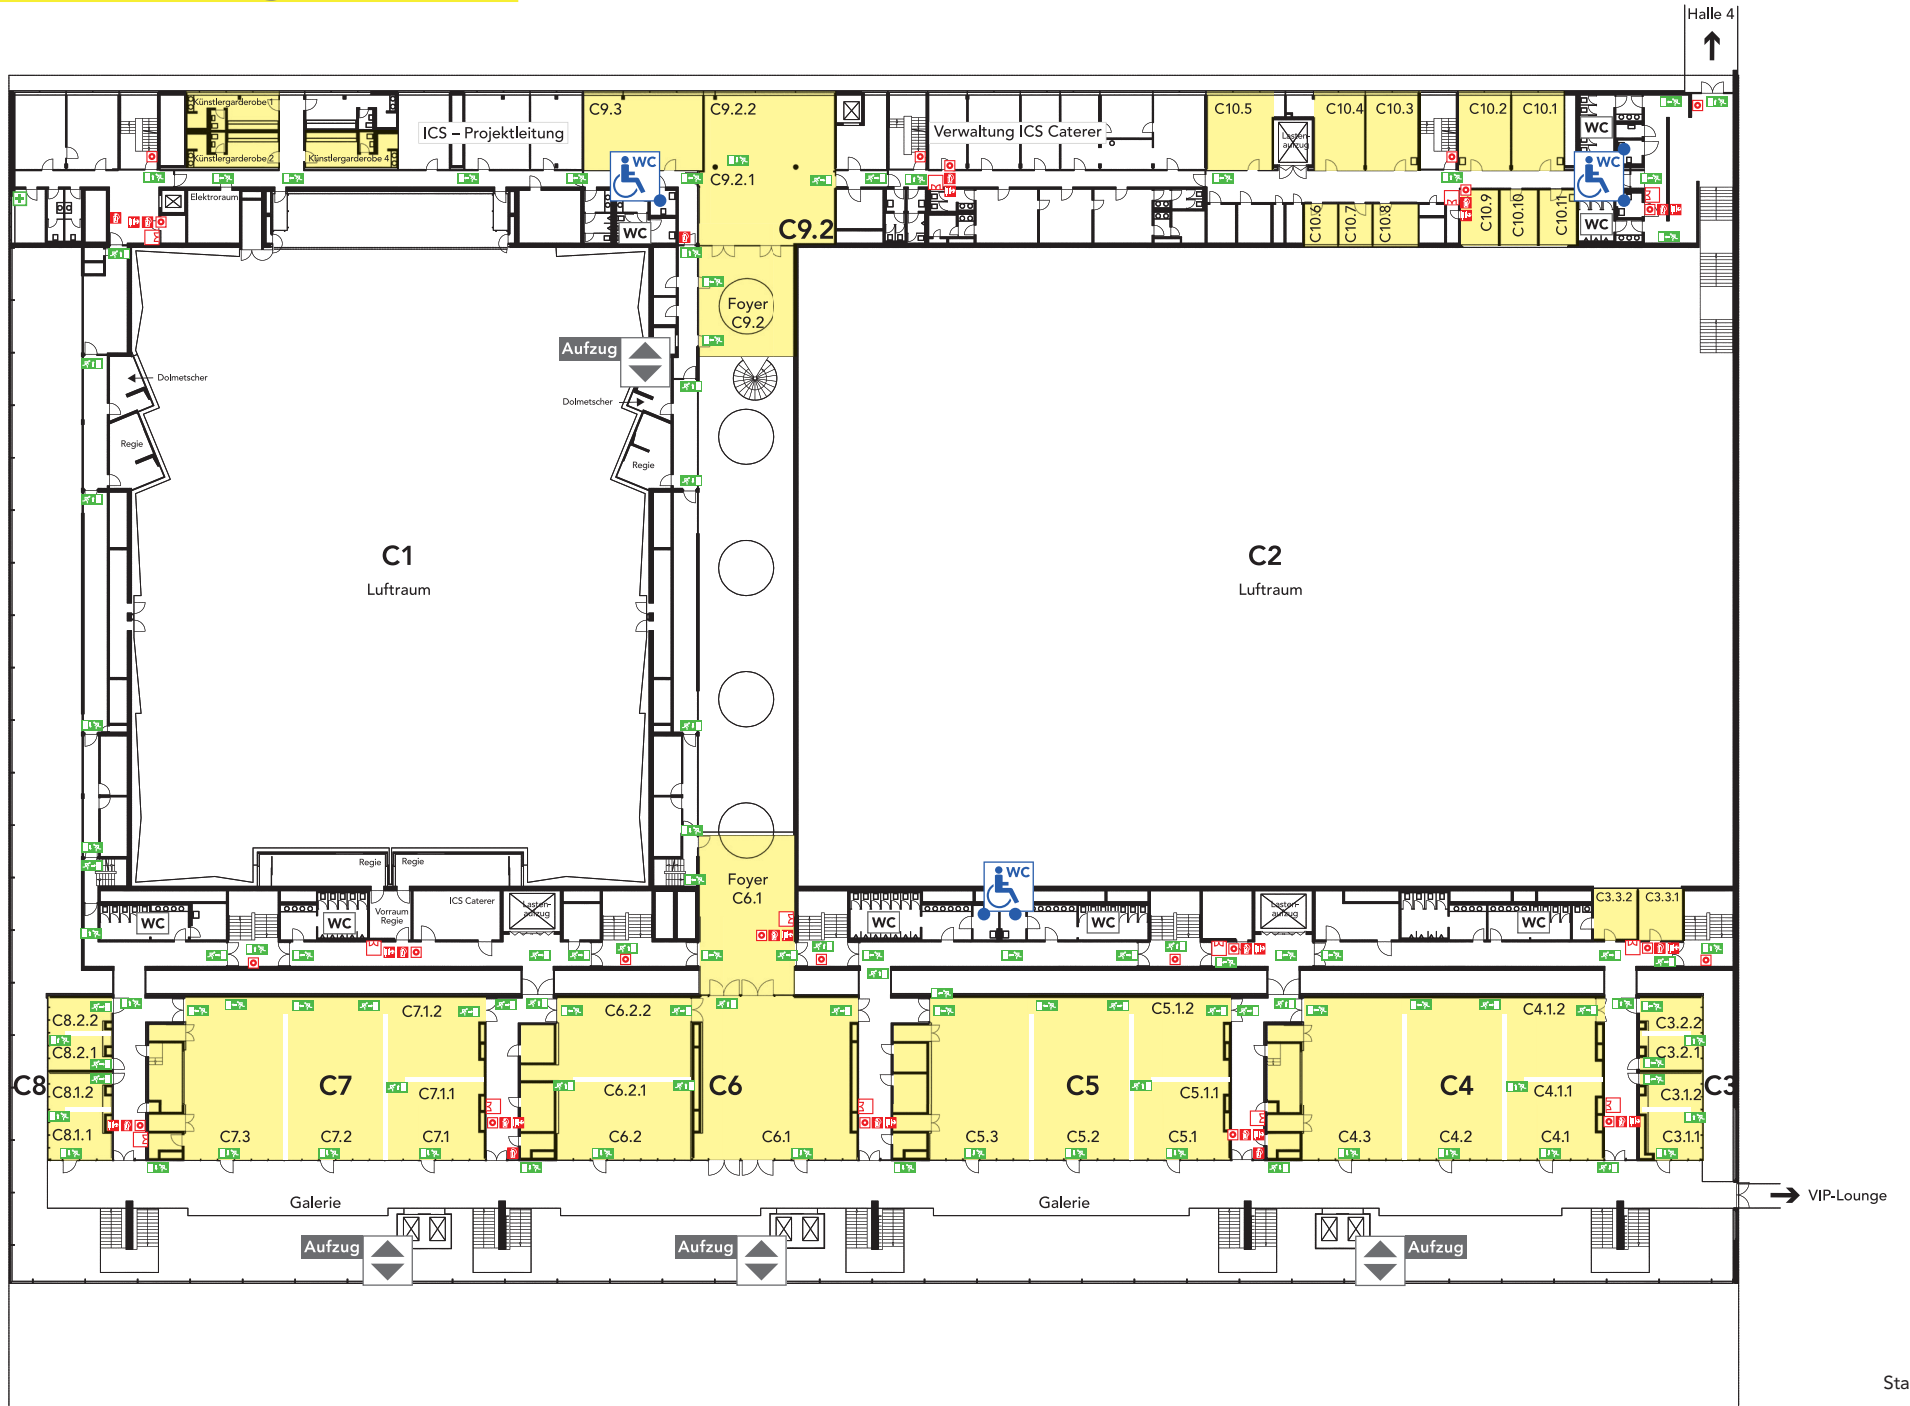 Halle 4
Künstlergarderobe 1
Künstlergarderobe 2
Künstlergarderobe 4
ICS – Projektleitung
C9.3
C9.2.2
Verwaltung ICS Caterer
C10.5
Lasten-
aufzug
C10.4
C10.3
C10.2
C10.1
WC
WC
WC
C9.2.1
Elektroraum
WC
C9.2
C10.6
C10.7
C10.8
C10.9
C10.10
C10.11
WC
Foyer
C9.2
Aufzug
Dolmetscher
Dolmetscher
Regie
Regie
C1
Luftraum
C2
Luftraum
Regie
Regie
Foyer
C6.1
WC
WC
WC
Vorraum
Regie
ICS Caterer
Lasten-
aufzug
WC
WC
Lasten-
aufzug
WC
C3.3.2
C3.3.1
C8.2.2
C8.2.1
C8
C8.1.2
C8.1.1
C7.1.2
C7
C7.1.1
C7.3
C7.2
C7.1
C6.2.2
C6.2.1
C6
C6.2
C6.1
C5.1.2
C5
C5.1.1
C5.3
C5.2
C5.1
C4.1.2
C4
C4.1.1
C4.3
C4.2
C4.1
C3.2.2
C3.2.1
C3
C3.1.2
C3.1.1
Galerie
Galerie
VIP-Lounge
Aufzug
Aufzug
Aufzug
Sta